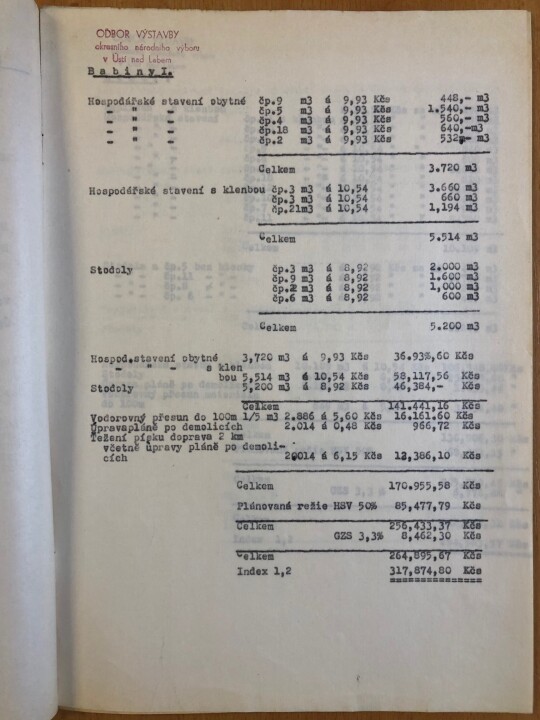 ODBOR VÝSTAVBY
okresního národního výboru
v Ústí nad Labem
Babiny I.
Hospodářské stavení obytné čp.9 m3 á 9,93 Kčs 448,- m3
- " - čp.5 m3 á 9,93 Kčs 1.540,- m3
- " - čp.4 m3 á 9,93 Kčs 560,- m3
- " - čp.18 m3 á 9,93 Kčs 640,-m3
- " - čp.2 m3 á 9,93 Kčs 532,- m3
Celkem 3.720 m3
Hospodářské stavení s klenbou čp.3 m3 á 10,54 3.660 m3
čp.3 m3 á 10,54 660 m3
čp.21m3 á 10,54 1,194 m3
Celkem 5.514 m3
Stodoly čp.3 m3 á 8,92 2.000 m3
čp.9 m3 á 8,92 1.600 m3
čp.2 m3 á 8,92 1,000 m3
čp.6 m3 á 8,92 600 m3
Celkem 5.200 m3
Hospod.stavení obytné 3,720 m3 á 9,93 Kčs 36.939,60 Kčs
- " - s klen
bou 5,514 m3 á 10,54 Kčs 58,117,56 Kčs
Stodoly 5,200 m3 á 8,92 Kčs 46,384,- Kčs
Celkem 141.441,16 Kčs
Vodorovný přesun do 100m 1/5 m3 2.886 á 5,60 Kčs 16.161.60 Kčs
Úpravapláně po demolicích 2.014 á 0,48 Kčs 966,72 Kčs
Težení písku doprava 2 km
včetně úpravy pláně po demoli-
cích 2.014 á 6,15 Kčs 12,386,10 Kčs
Celkem 170.955,58 Kčs
Plánovaná režie HSV 50% 85,477,79 Kčs
Celkem 256,433,37 Kčs
GZS 3,3% 8,462,30 Kčs
Celkem 264,895,67 Kčs
Index 1,2 317,874,80 Kčs